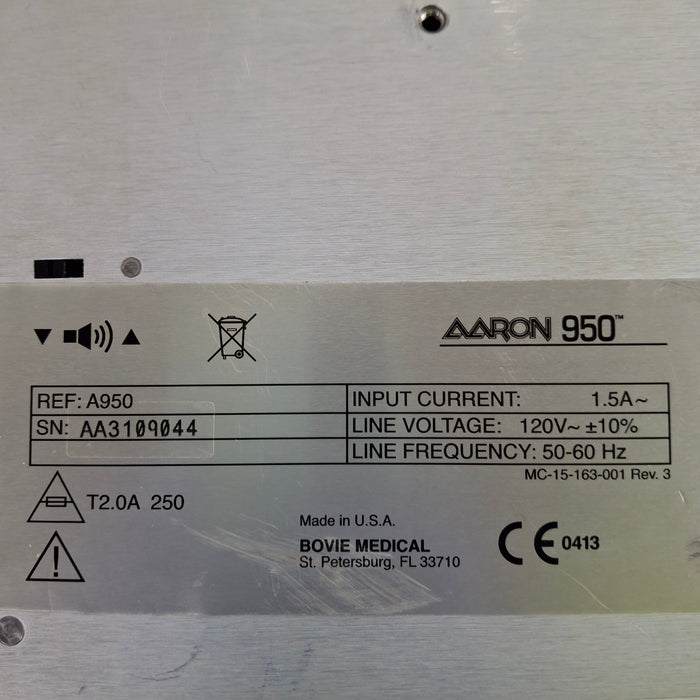 AARON 950™
REF: A950
SN: AA3109044
INPUT CURRENT: 1.5A~
LINE VOLTAGE: 120V~ ±10%
LINE FREQUENCY: 50-60 Hz
MC-15-163-001 Rev. 3
T2.0A 250
!
Made in U.S.A.
BOVIE MEDICAL
St. Petersburg, FL 33710
CE 0413